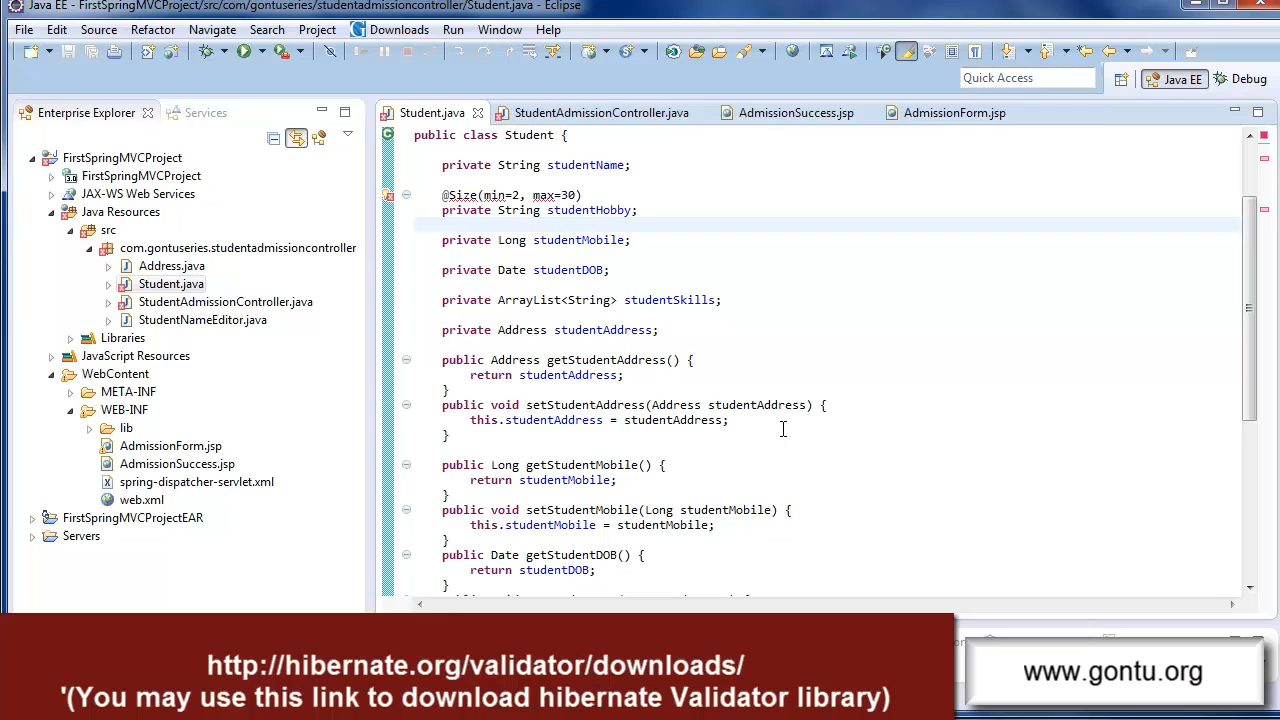 Java EE - FirstSpringMVCProject/src/com/gontuseries/studentadmissioncontroller/Student.java - Eclipse
File Edit Source Refactor Navigate Search Project Downloads Run Window Help
Quick Access
Java EE
Debug
Enterprise Explorer
Services
Student.java
StudentAdmissionController.java
AdmissionSuccess.jsp
AdmissionForm.jsp
FirstSpringMVCProject
FirstSpringMVCProject
JAX-WS Web Services
Java Resources
src
com.gontuseries.studentadmissioncontroller
Address.java
Student.java
StudentAdmissionController.java
StudentNameEditor.java
Libraries
JavaScript Resources
WebContent
META-INF
WEB-INF
lib
AdmissionForm.jsp
AdmissionSuccess.jsp
spring-dispatcher-servlet.xml
web.xml
FirstSpringMVCProjectEAR
Servers
public class Student {
private String studentName;
@Size(min=2, max=30)
private String studentHobby;
private Long studentMobile;
private Date studentDOB;
private ArrayList<String> studentSkills;
private Address studentAddress;
public Address getStudentAddress() {
return studentAddress;
}
public void setStudentAddress(Address studentAddress) {
this.studentAddress = studentAddress;
}
public Long getStudentMobile() {
return studentMobile;
}
public void setStudentMobile(Long studentMobile) {
this.studentMobile = studentMobile;
}
public Date getStudentDOB() {
return studentDOB;
}
http://hibernate.org/validator/downloads/
'(You may use this link to download hibernate Validator library)
www.gontu.org